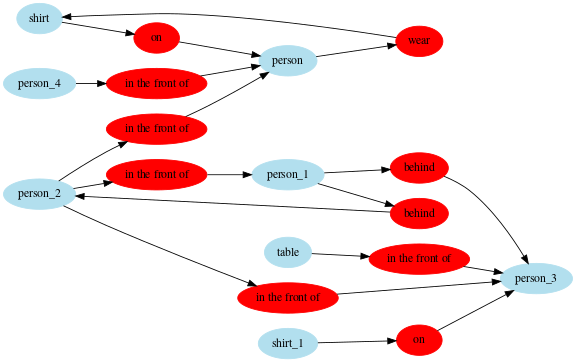 shirt
on
wear
person
person_4
in the front of
in the front of
in the front of
person_1
behind
person_2
behind
table
in the front of
person_3
in the front of
shirt_1
on